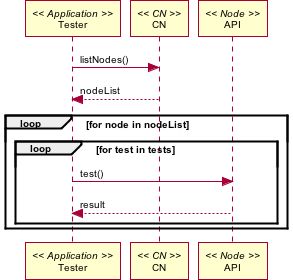 << Application >> << CN >> << Node >>
Tester CN API
listNodes()
nodeList
loop [for node in nodeList]
loop [for test in tests]
test()
result
<< Application >> << CN >> << Node >>
Tester CN API